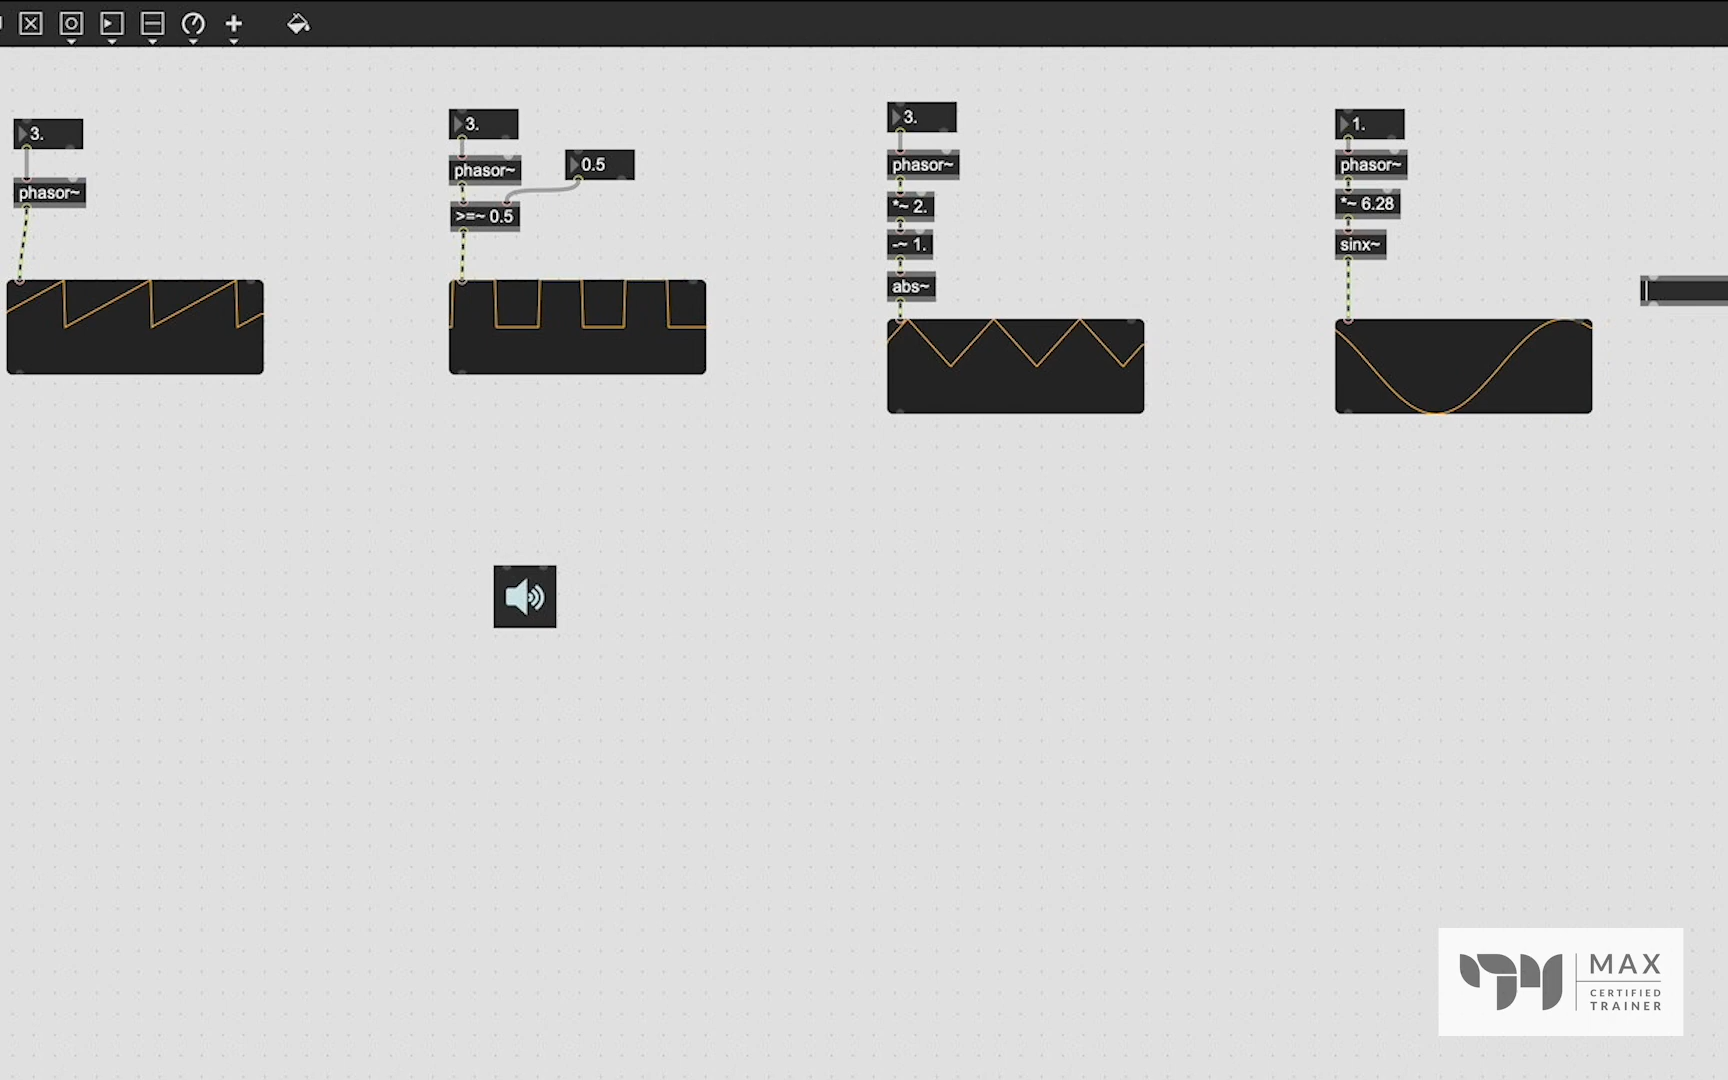 3.
phasor~
3.
phasor~
0.5
>=~ 0.5
3.
phasor~
*~ 2.
-~ 1.
abs~
1.
phasor~
*~ 6.28
sinx~
MAX
CERTIFIED
TRAINER